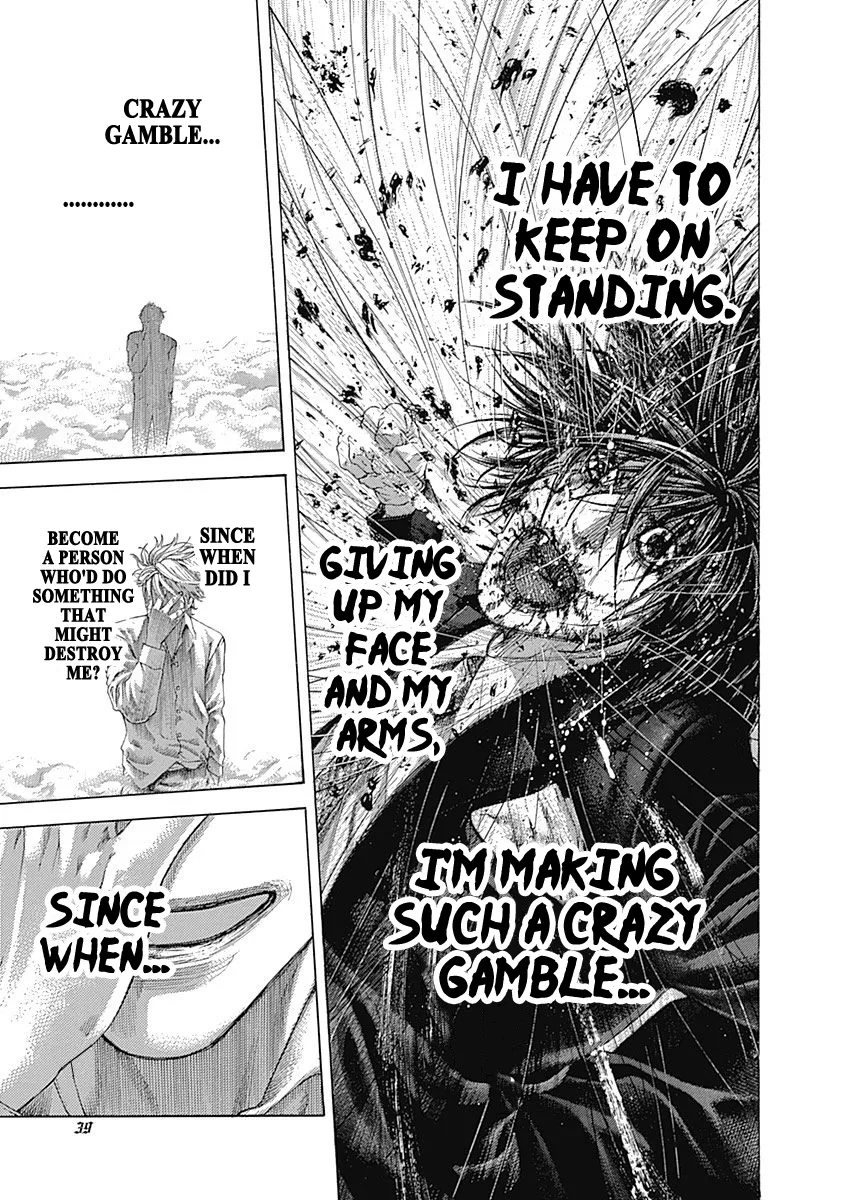 I HAVE TO
KEEP ON
STANDING.
GIVING
UP MY
FACE
AND MY
ARMS,
I'M MAKING
SUCH A CRAZY
GAMBLE...
CRAZY
GAMBLE...
............
SINCE
WHEN
DID I
BECOME
A PERSON
WHO'D DO
SOMETHING
THAT
MIGHT
DESTROY
ME?
SINCE
WHEN...
39